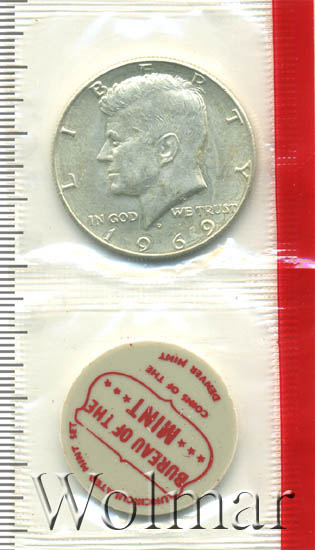 LIBERTY
IN GOD WE TRUST
D
1969
COINS OF THE
DENVER MINT
BUREAU OF THE
MINT
UNCIRCULATED MINT SET
Wolmar